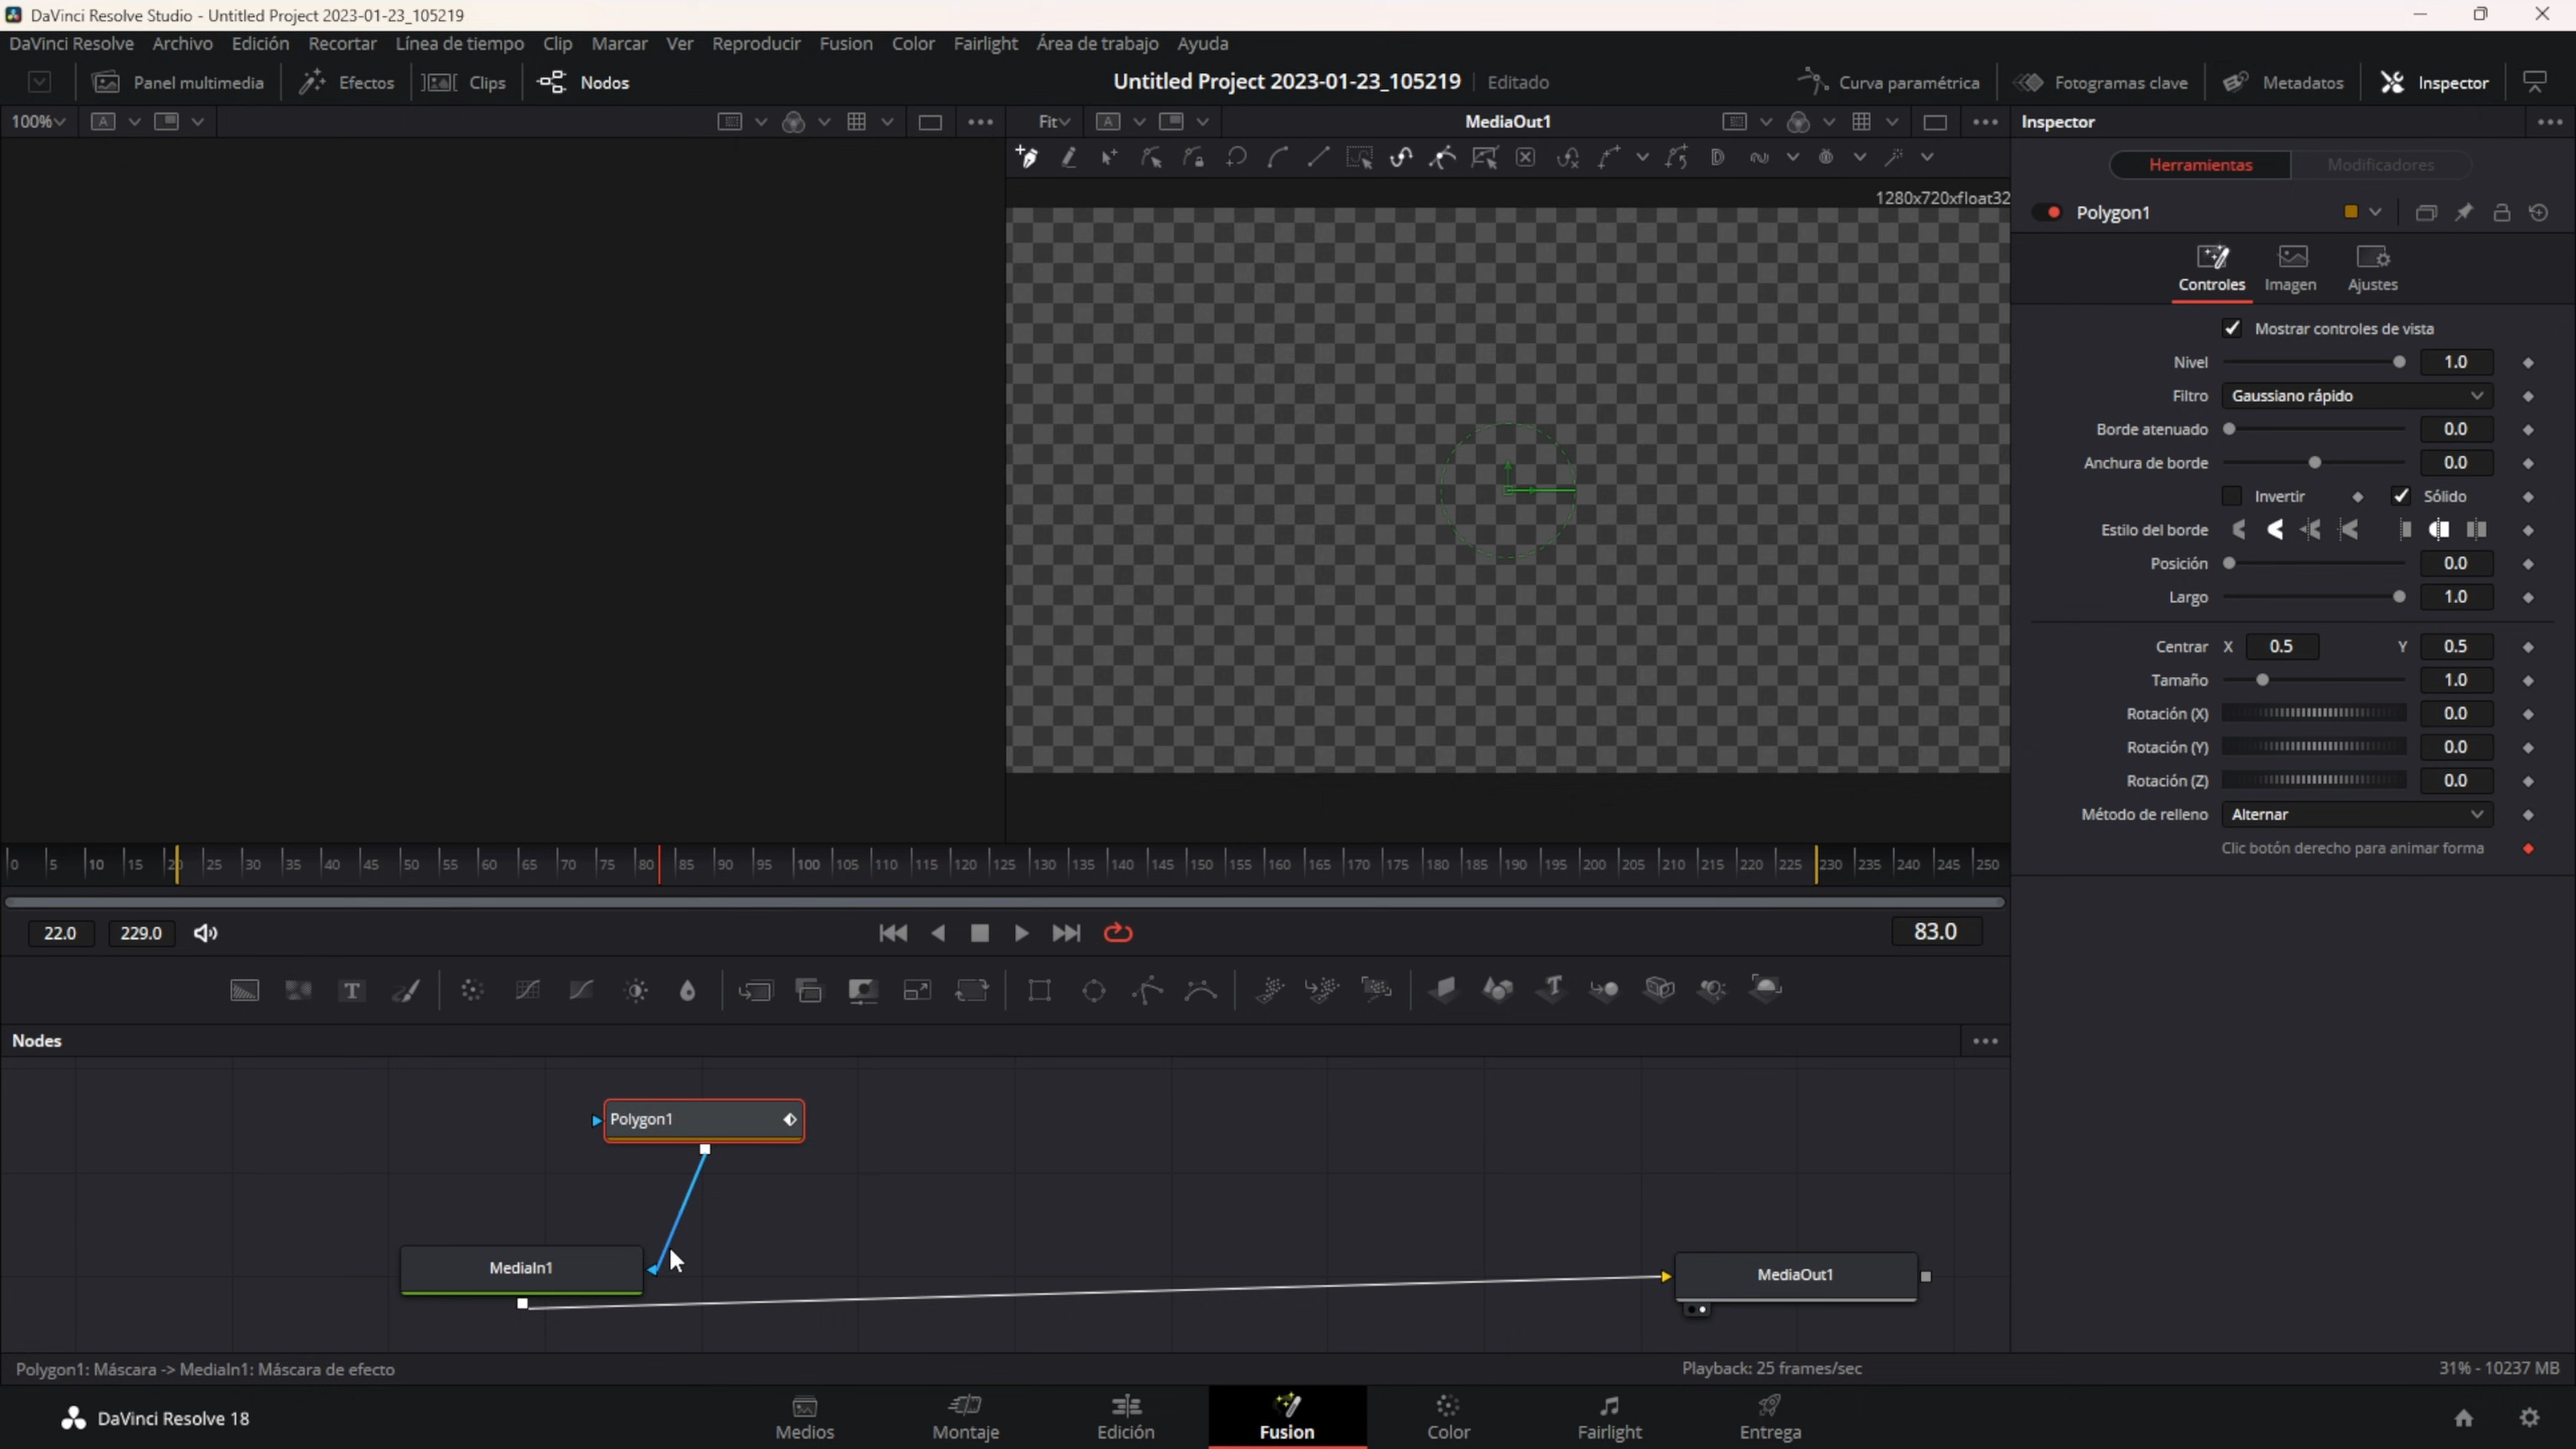 DaVinci Resolve Studio - Untitled Project 2023-01-23_105219
DaVinci Resolve Archivo Edición Recortar Línea de tiempo Clip Marcar Ver Reproducir Fusion Color Fairlight Área de trabajo Ayuda
Panel multimedia Efectos Clips Nodos Untitled Project 2023-01-23_105219 Editado Curva paramétrica Fotogramas clave Metadatos Inspector
100% A Fit A MediaOut1 Inspector
Herramientas Modificadores
1280x720xfloat32
Polygon1
Controles Imagen Ajustes
Mostrar controles de vista
Nivel 1.0
Filtro Gaussiano rápido
Borde atenuado 0.0
Anchura de borde 0.0
Invertir Sólido
Estilo del borde
Posición 0.0
Largo 1.0
Centrar X 0.5 Y 0.5
Tamaño 1.0
Rotación (X) 0.0
Rotación (Y) 0.0
Rotación (Z) 0.0
Método de relleno Alternar
Clic botón derecho para animar forma
0 5 10 15 20 25 30 35 40 45 50 55 60 65 70 75 80 85 90 95 100 105 110 115 120 125 130 135 140 145 150 155 160 165 170 175 180 185 190 195 200 205 210 215 220 225 230 235 240 245 250
22.0 229.0 83.0
T T
Nodes
Polygon1
MediaIn1
MediaOut1
Polygon1: Máscara -> MediaIn1: Máscara de efecto Playback: 25 frames/sec 31% - 10237 MB
DaVinci Resolve 18 Medios Montaje Edición Fusion Color Fairlight Entrega